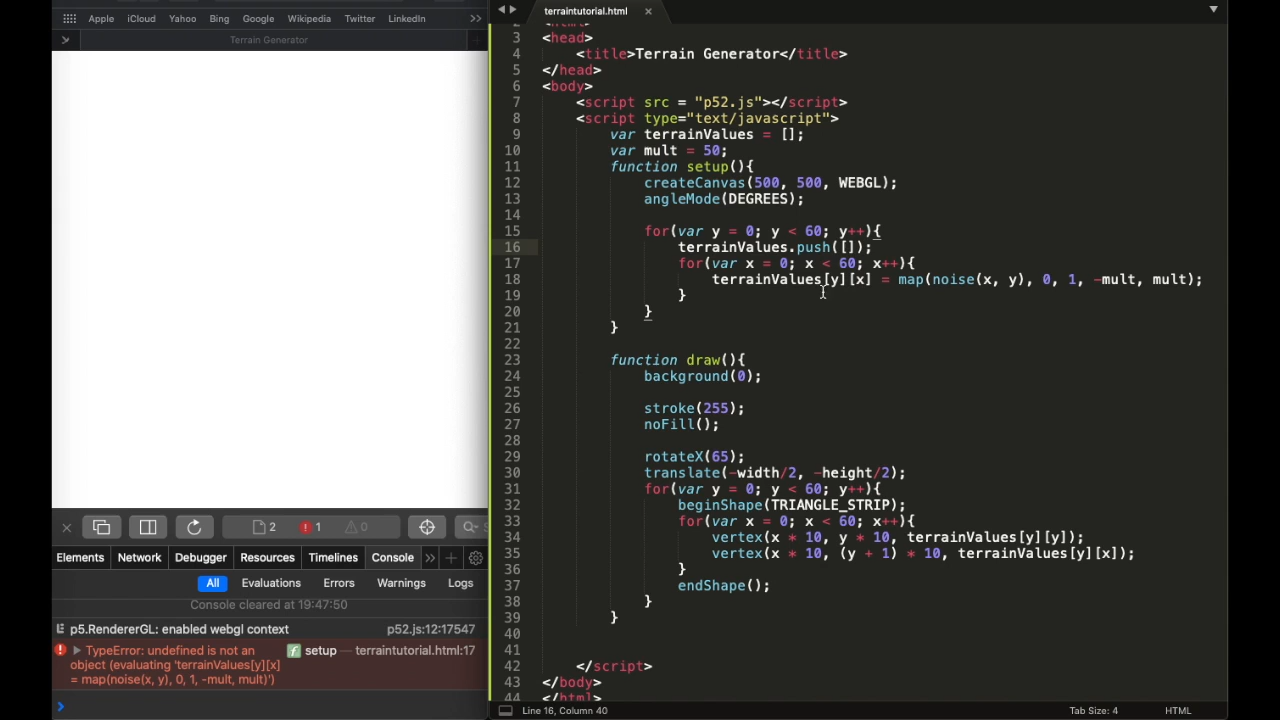 Apple iCloud Yahoo Bing Google Wikipedia Twitter LinkedIn >>
Terrain Generator
2 1 0
Elements Network Debugger Resources Timelines Console >> +
All Evaluations Errors Warnings Logs
Console cleared at 19:47:50
p5.RendererGL: enabled webgl context p52.js:12:17547
TypeError: undefined is not an object (evaluating 'terrainValues[y][x] = map(noise(x, y), 0, 1, -mult, mult)') f setup — terraintutorial.html:17
terraintutorial.html ×
2 <html>
3 <head>
4 <title>Terrain Generator</title>
5 </head>
6 <body>
7 <script src = "p52.js"></script>
8 <script type="text/javascript">
9 var terrainValues = [];
10 var mult = 50;
11 function setup(){
12 createCanvas(500, 500, WEBGL);
13 angleMode(DEGREES);
14
15 for(var y = 0; y < 60; y++){
16 terrainValues.push([]);
17 for(var x = 0; x < 60; x++){
18 terrainValues[y][x] = map(noise(x, y), 0, 1, -mult, mult);
19 }
20 }
21 }
22
23 function draw(){
24 background(0);
25
26 stroke(255);
27 noFill();
28
29 rotateX(65);
30 translate(-width/2, -height/2);
31 for(var y = 0; y < 60; y++){
32 beginShape(TRIANGLE_STRIP);
33 for(var x = 0; x < 60; x++){
34 vertex(x * 10, y * 10, terrainValues[y][y]);
35 vertex(x * 10, (y + 1) * 10, terrainValues[y][x]);
36 }
37 endShape();
38 }
39 }
40
41
42 </script>
43 </body>
44 </html>
Line 16, Column 40 Tab Size: 4 HTML